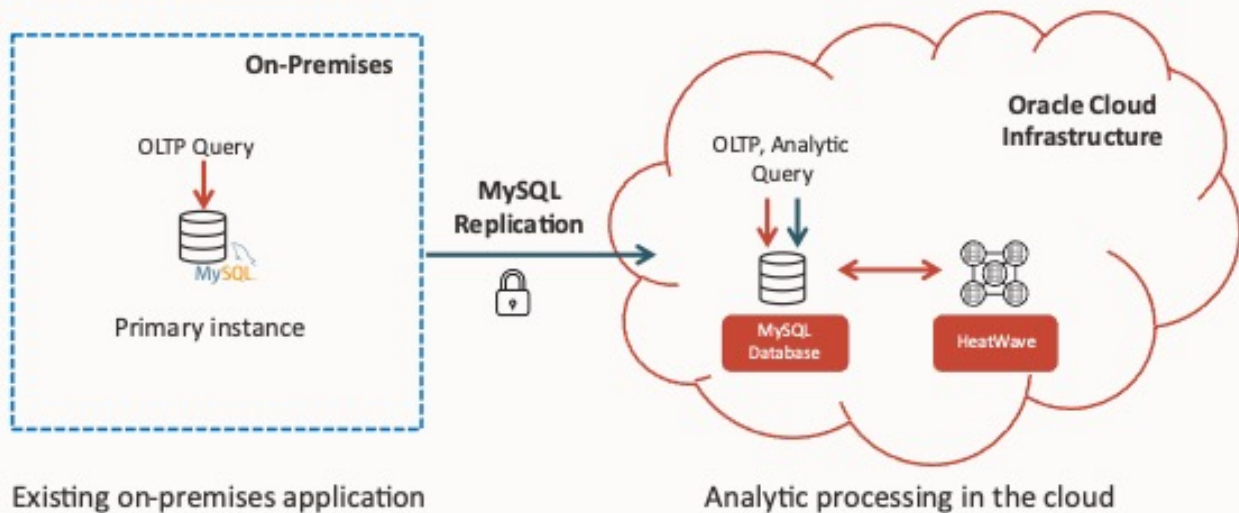 On-Premises
OLTP Query
MySQL
Primary instance
MySQL
Replication
Oracle Cloud
Infrastructure
OLTP, Analytic
Query
MySQL
Database
HeatWave
Existing on-premises application
Analytic processing in the cloud